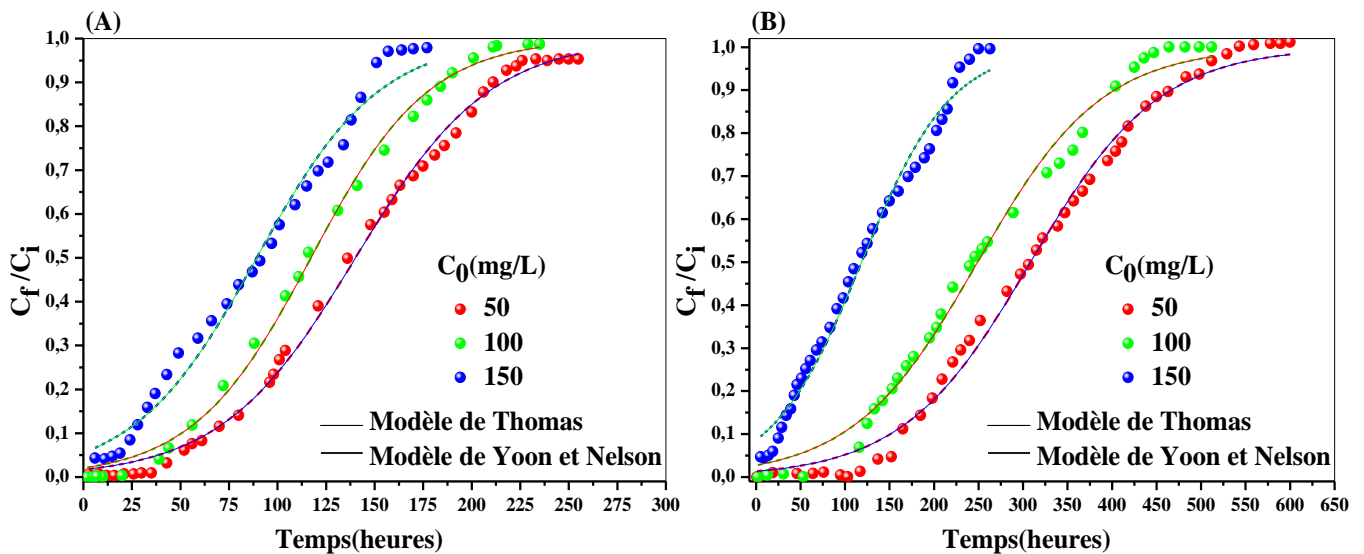 (A)
1,0
0,9
0,8
0,7
0,6
0,5
0,4
0,3
0,2
0,1
0,0
Cf/Ci
C0(mg/L)
50
100
150
Modèle de Thomas
Modèle de Yoon et Nelson
0 25 50 75 100 125 150 175 200 225 250 275 300
Temps(heures)
(B)
1,0
0,9
0,8
0,7
0,6
0,5
0,4
0,3
0,2
0,1
0,0
Cf/Ci
C0(mg/L)
50
100
150
Modèle de Thomas
Modèle de Yoon et Nelson
0 50 100 150 200 250 300 350 400 450 500 550 600 650
Temps(heures)